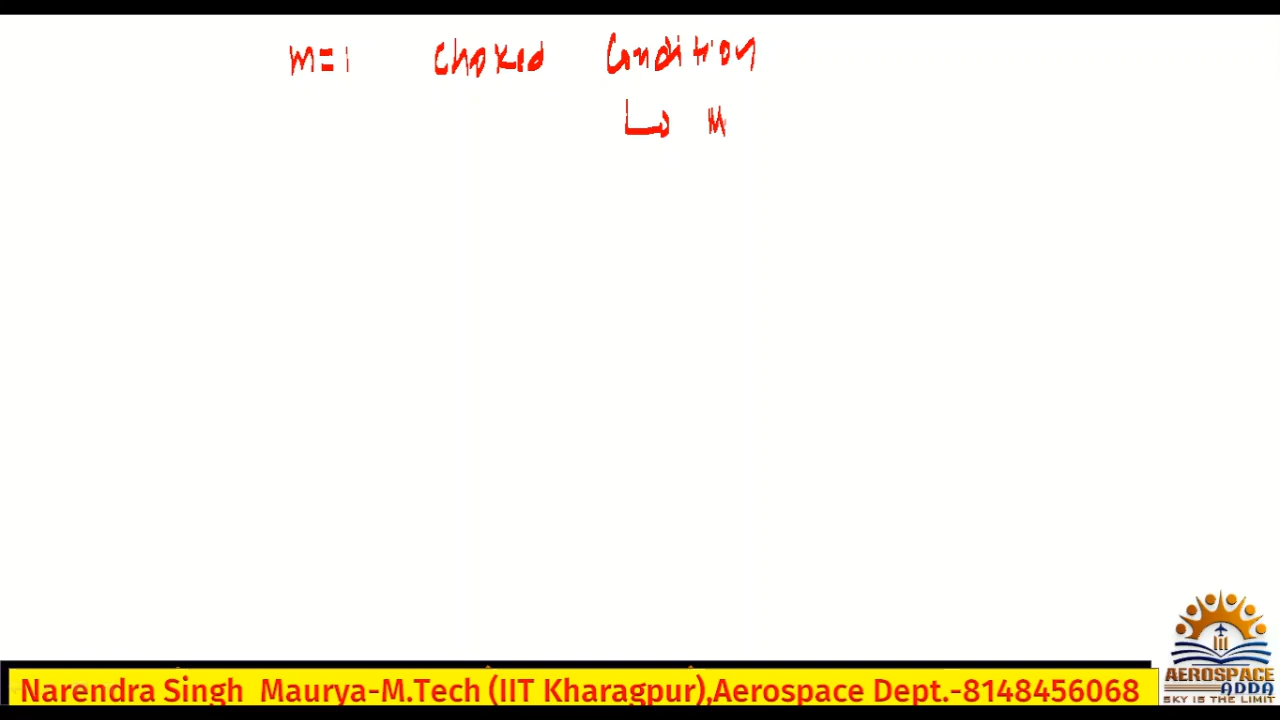 M=1 Choked Condition
↳ M
Narendra Singh Maurya-M.Tech (IIT Kharagpur),Aerospace Dept.-8148456068
AEROSPACE
ADDA
SKY IS THE LIMIT